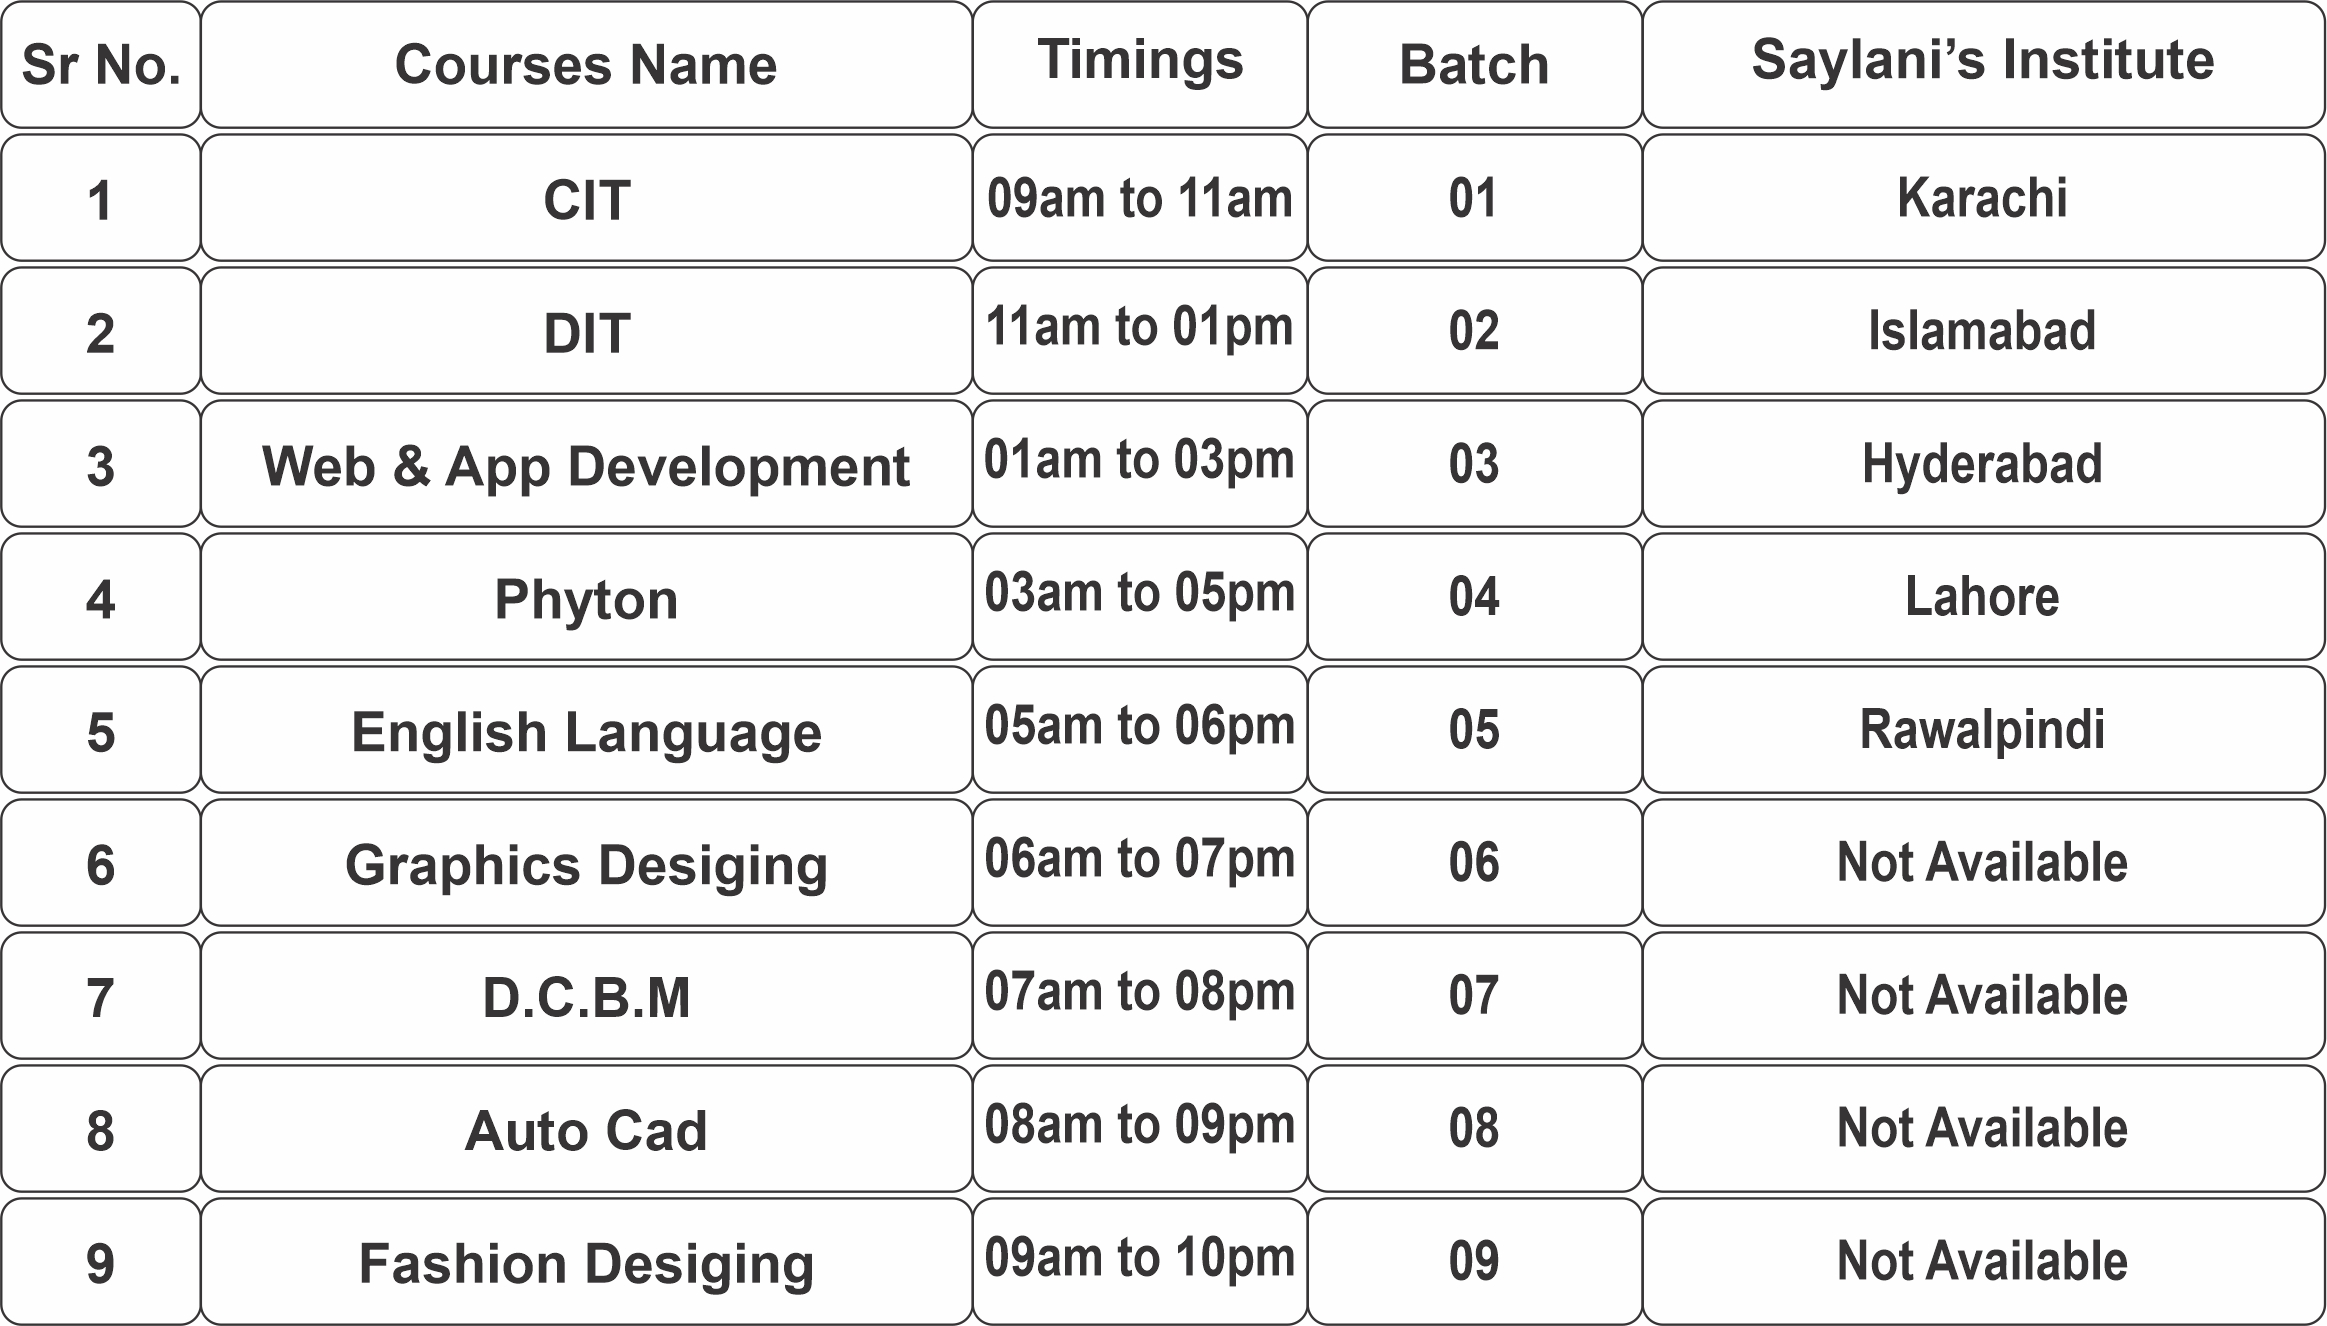 Sr No. Courses Name Timings Batch Saylani’s Institute
1 CIT 09am to 11am 01 Karachi
2 DIT 11am to 01pm 02 Islamabad
3 Web & App Development 01am to 03pm 03 Hyderabad
4 Phyton 03am to 05pm 04 Lahore
5 English Language 05am to 06pm 05 Rawalpindi
6 Graphics Desiging 06am to 07pm 06 Not Available
7 D.C.B.M 07am to 08pm 07 Not Available
8 Auto Cad 08am to 09pm 08 Not Available
9 Fashion Desiging 09am to 10pm 09 Not Available